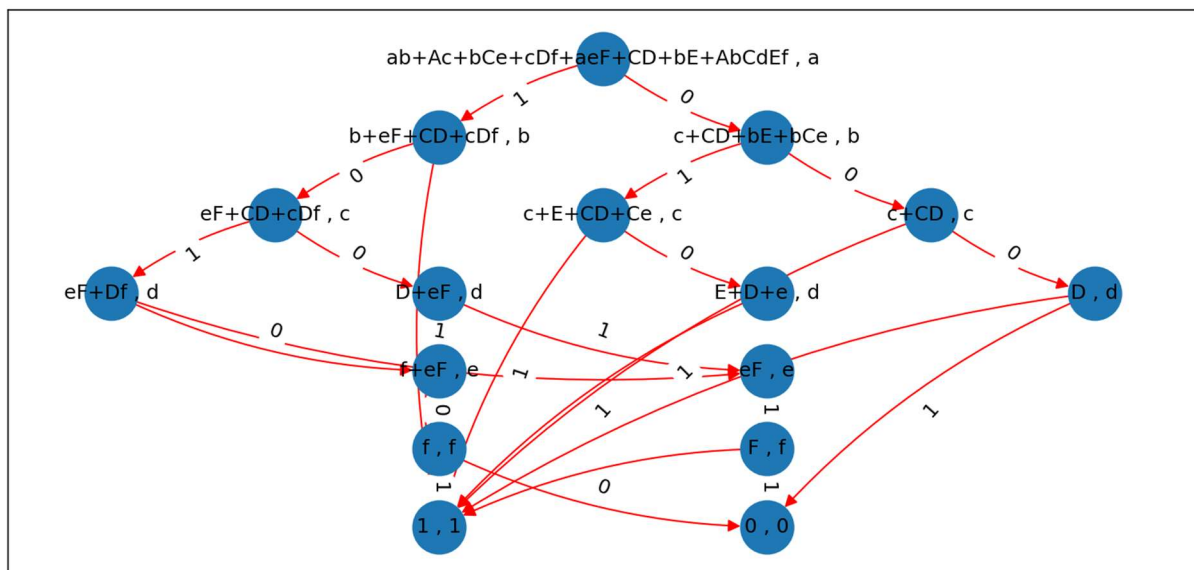 ab+Ac+bCe+cDf+aeF+CD+bE+AbCdEf , a
1
0
b+eF+CD+cDf , b
c+CD+bE+bCe , b
0
1
0
eF+CD+cDf , c
c+E+CD+Ce , c
c+CD , c
1
0
0
0
eF+Df , d
D+eF , d
E+D+e , d
D , d
0
1
1
f+eF , e
1
1
eF , e
0
1
1
1
f , f
F , f
1
0
1
1 , 1
0 , 0